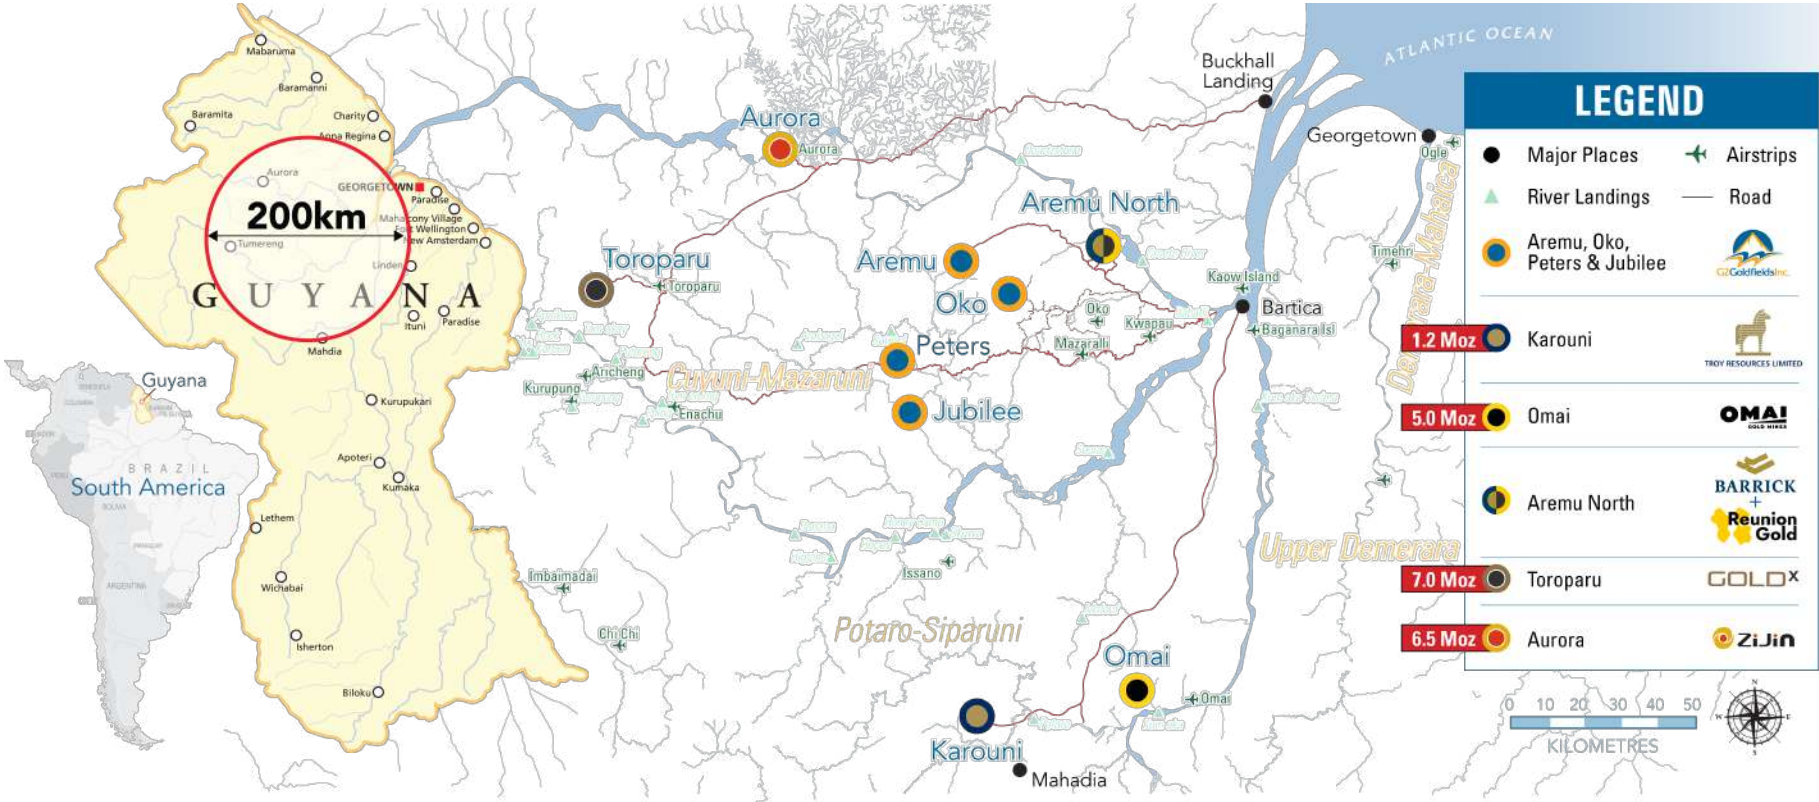 Mabaruma
Baramanni
Baramita
Charity
Anna Regina
Aurora
GEORGETOWN
Paradise
200km
Mahaicony Village
Fort Wellington
New Amsterdam
Tumereng
Linden
GUYANA
Ituni
Paradise
Mahdia
Kurupukari
Apoteri
Kumaka
Lethem
Wichabai
Isherton
Biloku
Guyana
BRAZIL
South America
ARGENTINA
ATLANTIC OCEAN
Buckhall
Landing
Georgetown
Ogle
Aurora
Aurora
Aremu North
Toroparu
Toroparu
Aremu
Oko
Timehri
Kaow Island
Bartica
Baganara Isl
Oko
Kwapau
Mazaralli
Peters
Cuyuni-Mazaruni
Demerara-Mahaica
Aricheng
Kurupung
Enachu
Jubilee
Issano
Imbaimadai
Chi Chi
Upper Demerara
Potaro-Siparuni
Omai
Omai
Karouni
Mahadia
LEGEND
Major Places
Airstrips
River Landings
Road
Aremu, Oko,
Peters & Jubilee
G2Goldfields Inc.
1.2 Moz
Karouni
TROY RESOURCES LIMITED
5.0 Moz
Omai
OMAI
GOLD MINES
Aremu North
BARRICK
+
Reunion
Gold
7.0 Moz
Toroparu
GOLDX
6.5 Moz
Aurora
ZiJin
0 10 20 30 40 50
KILOMETRES
N
W
E
S